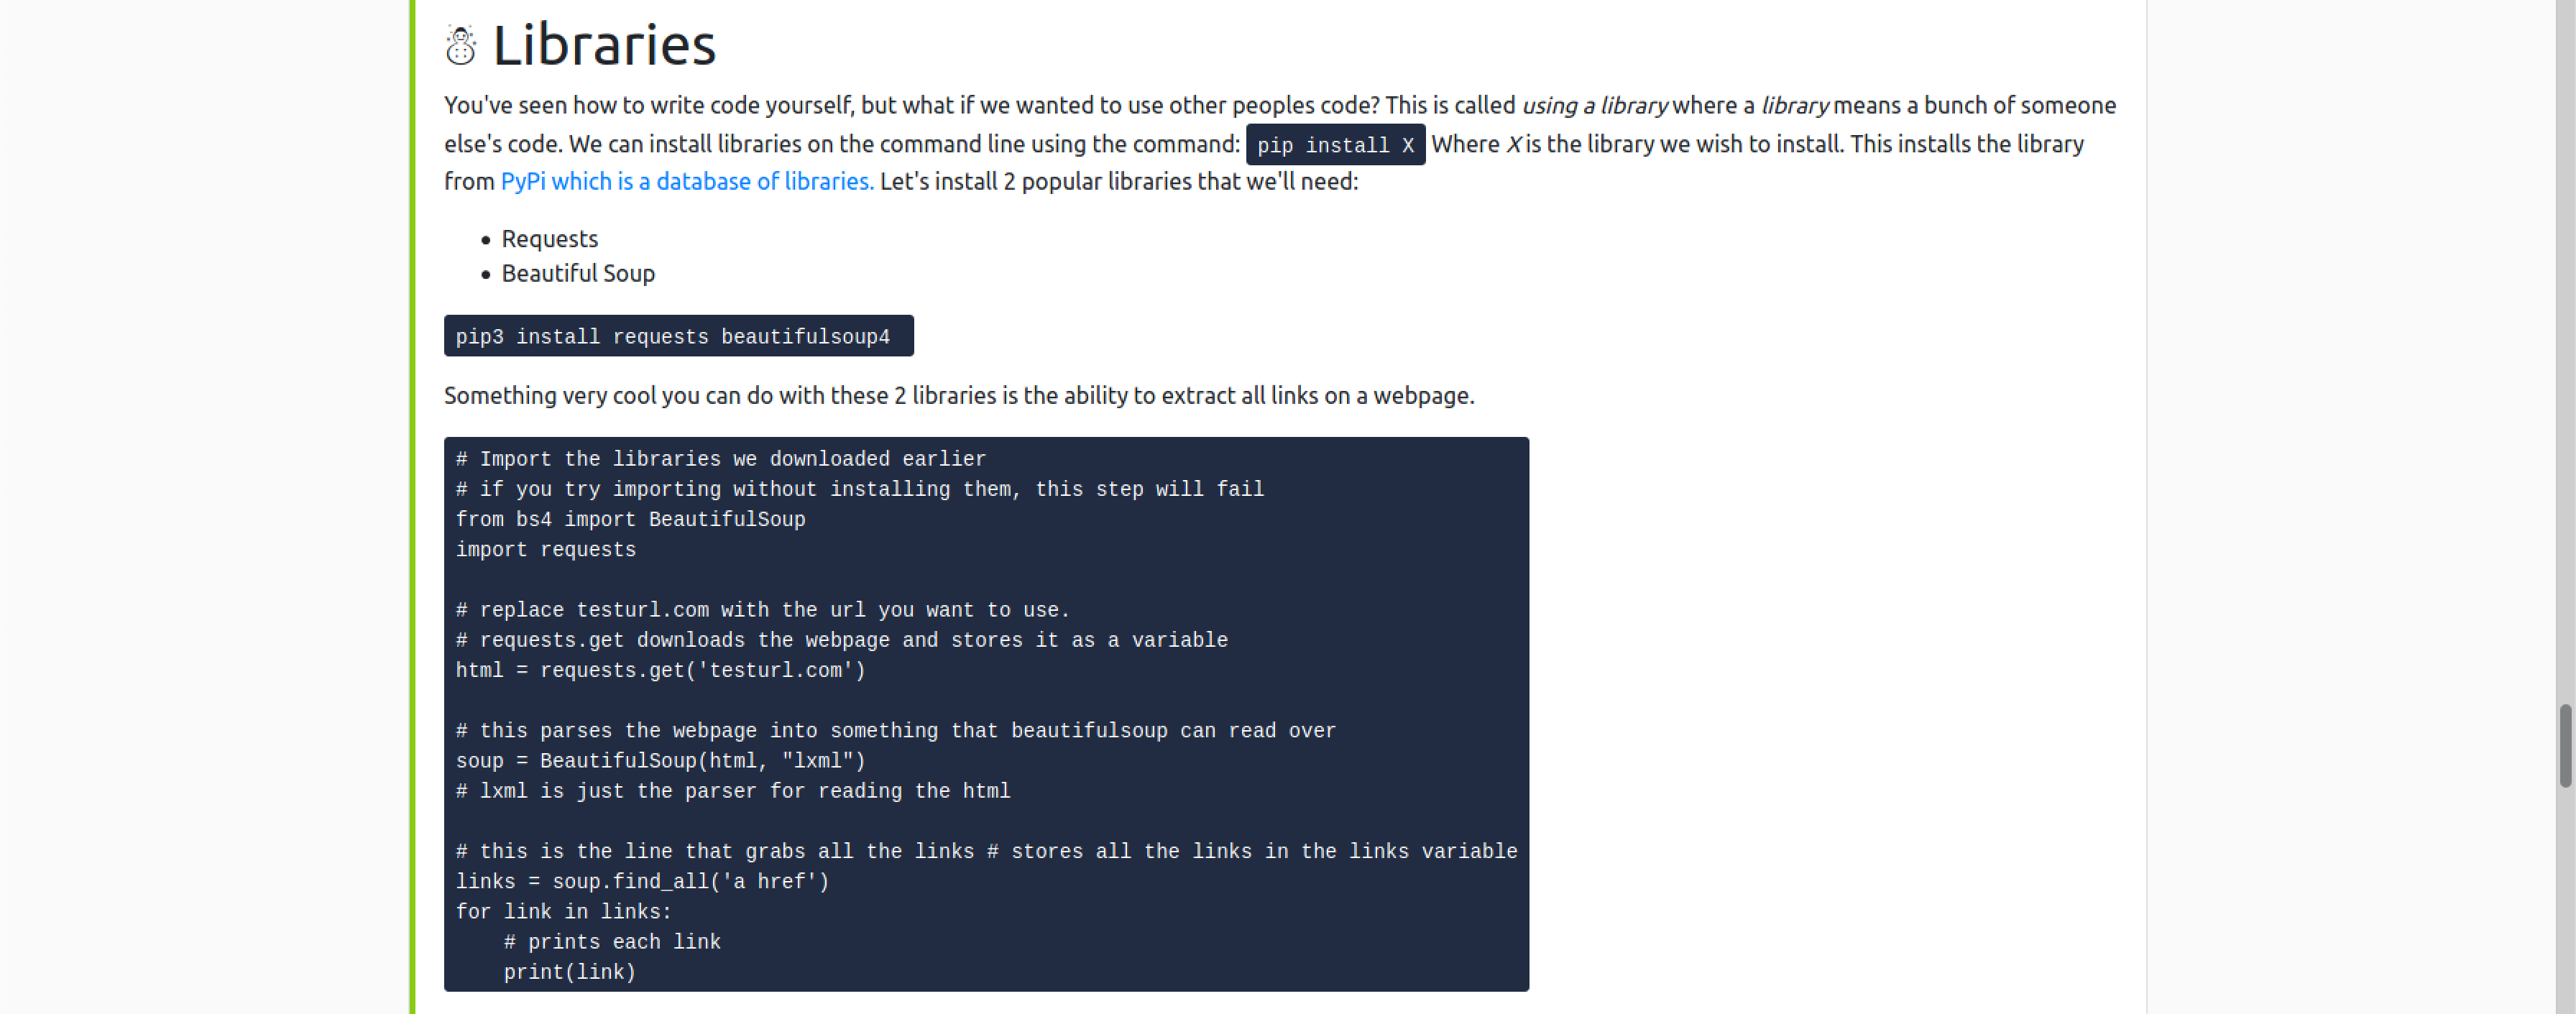 ☃ Libraries
You've seen how to write code yourself, but what if we wanted to use other peoples code? This is called using a library where a library means a bunch of someone
else's code. We can install libraries on the command line using the command: pip install X Where X is the library we wish to install. This installs the library
from PyPi which is a database of libraries. Let's install 2 popular libraries that we'll need:
• Requests
• Beautiful Soup
pip3 install requests beautifulsoup4
Something very cool you can do with these 2 libraries is the ability to extract all links on a webpage.
# Import the libraries we downloaded earlier
# if you try importing without installing them, this step will fail
from bs4 import BeautifulSoup
import requests
# replace testurl.com with the url you want to use.
# requests.get downloads the webpage and stores it as a variable
html = requests.get('testurl.com')
# this parses the webpage into something that beautifulsoup can read over
soup = BeautifulSoup(html, "lxml")
# lxml is just the parser for reading the html
# this is the line that grabs all the links # stores all the links in the links variable
links = soup.find_all('a href')
for link in links:
    # prints each link
    print(link)